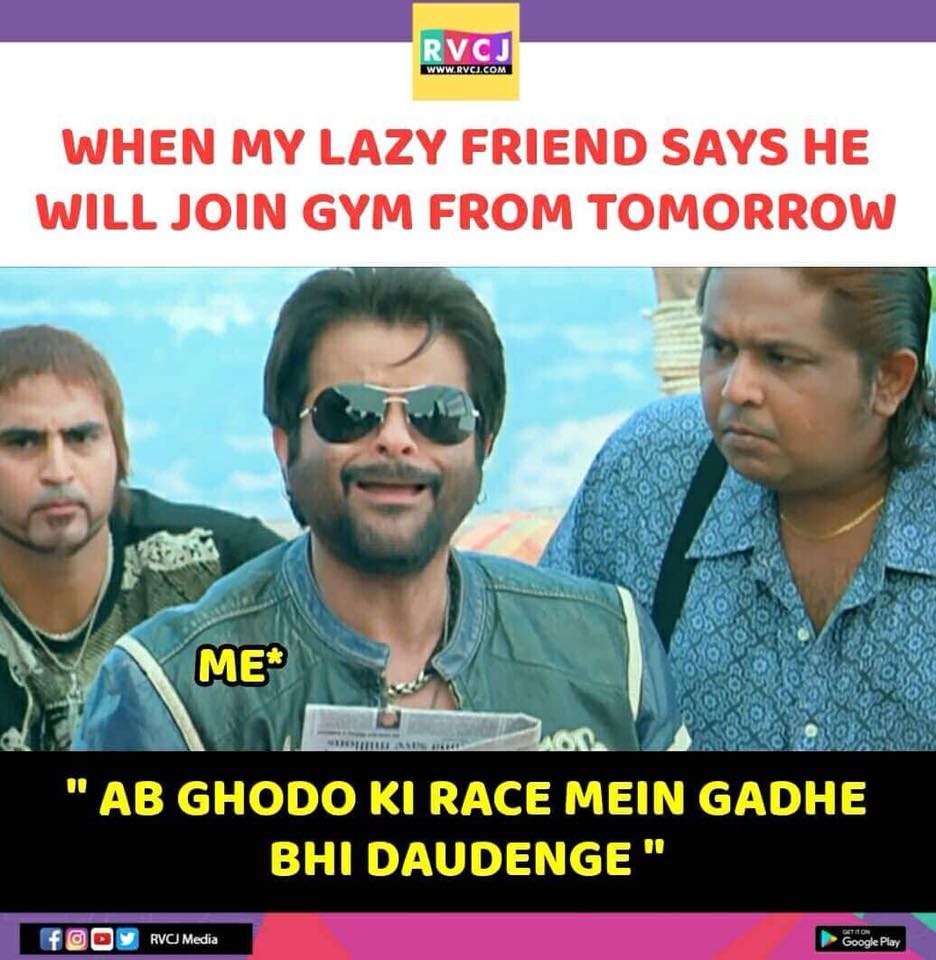 RVCJ
WWW.RVCJ.COM
WHEN MY LAZY FRIEND SAYS HE
WILL JOIN GYM FROM TOMORROW
ME*
" AB GHODO KI RACE MEIN GADHE
BHI DAUDENGE "
RVCJ Media
GET IT ON
Google Play